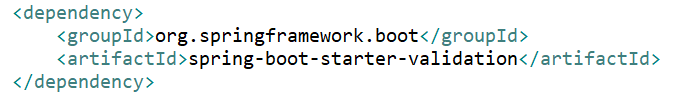 <dependency>
    <groupId>org.springframework.boot</groupId>
    <artifactId>spring-boot-starter-validation</artifactId>
</dependency>